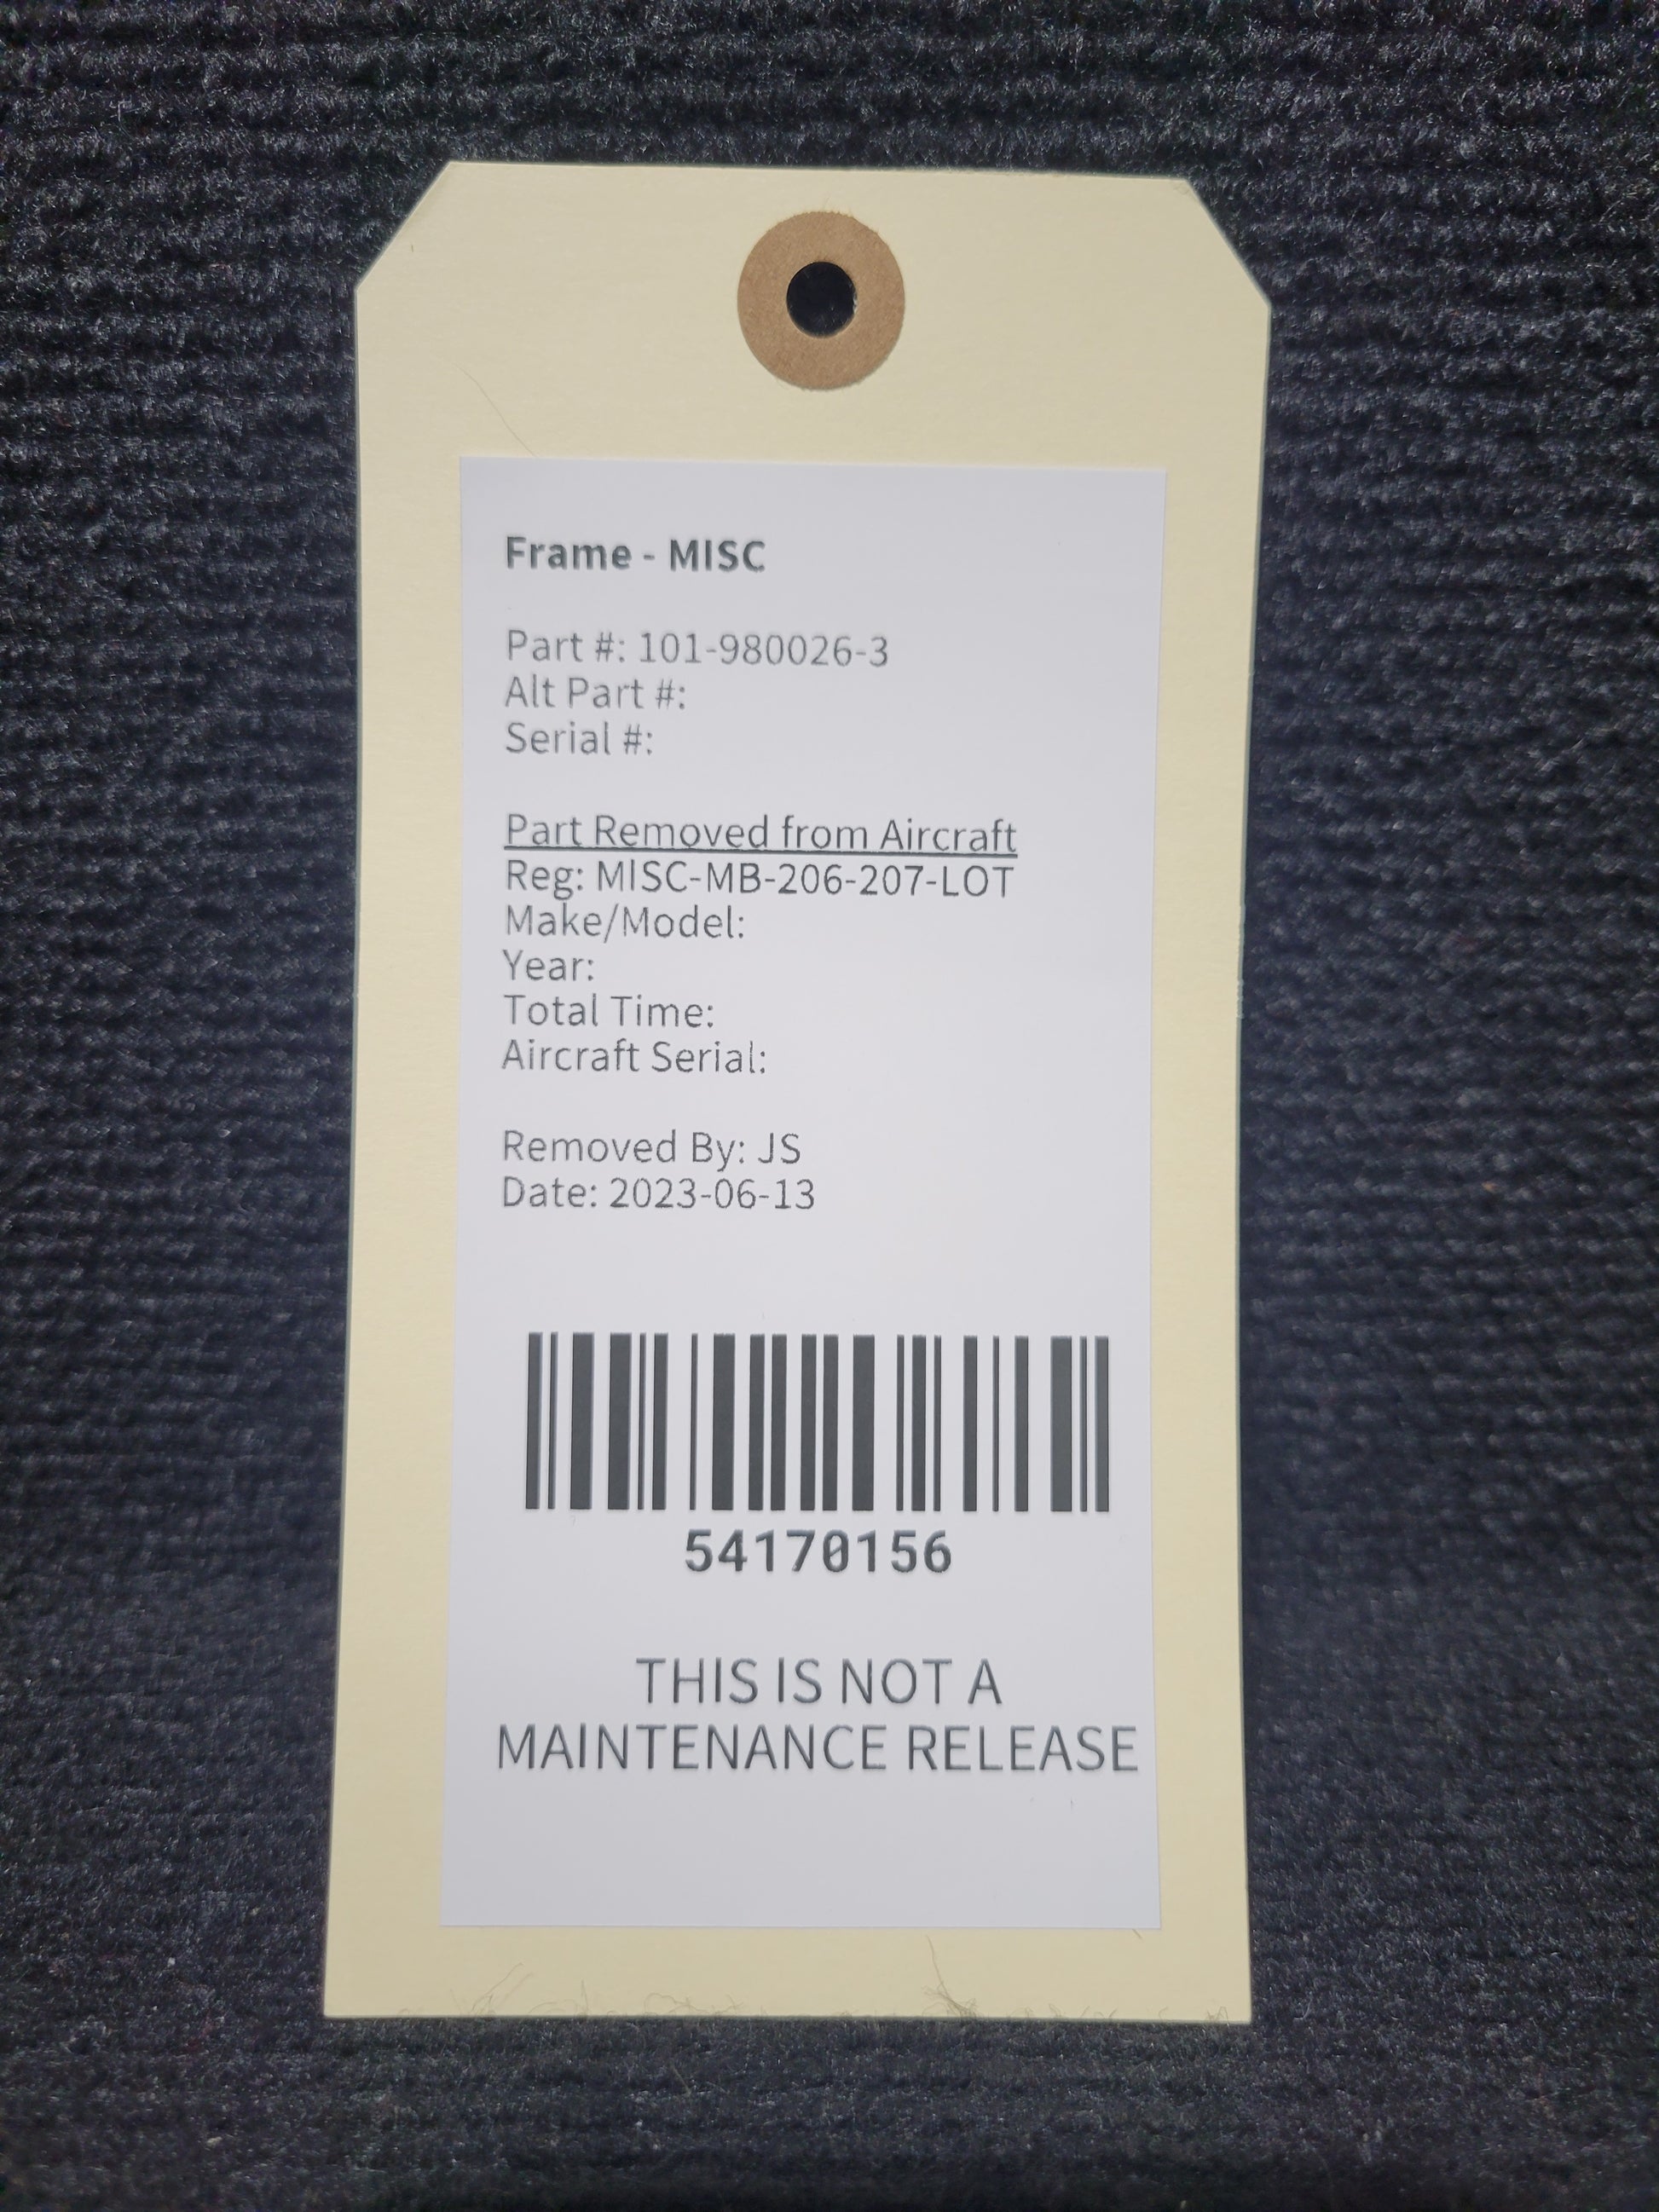 Frame - MISC
Part #: 101-980026-3
Alt Part #:
Serial #:
Part Removed from Aircraft
Reg: MISC-MB-206-207-LOT
Make/Model:
Year:
Total Time:
Aircraft Serial:
Removed By: JS
Date: 2023-06-13
54170156
THIS IS NOT A
MAINTENANCE RELEASE